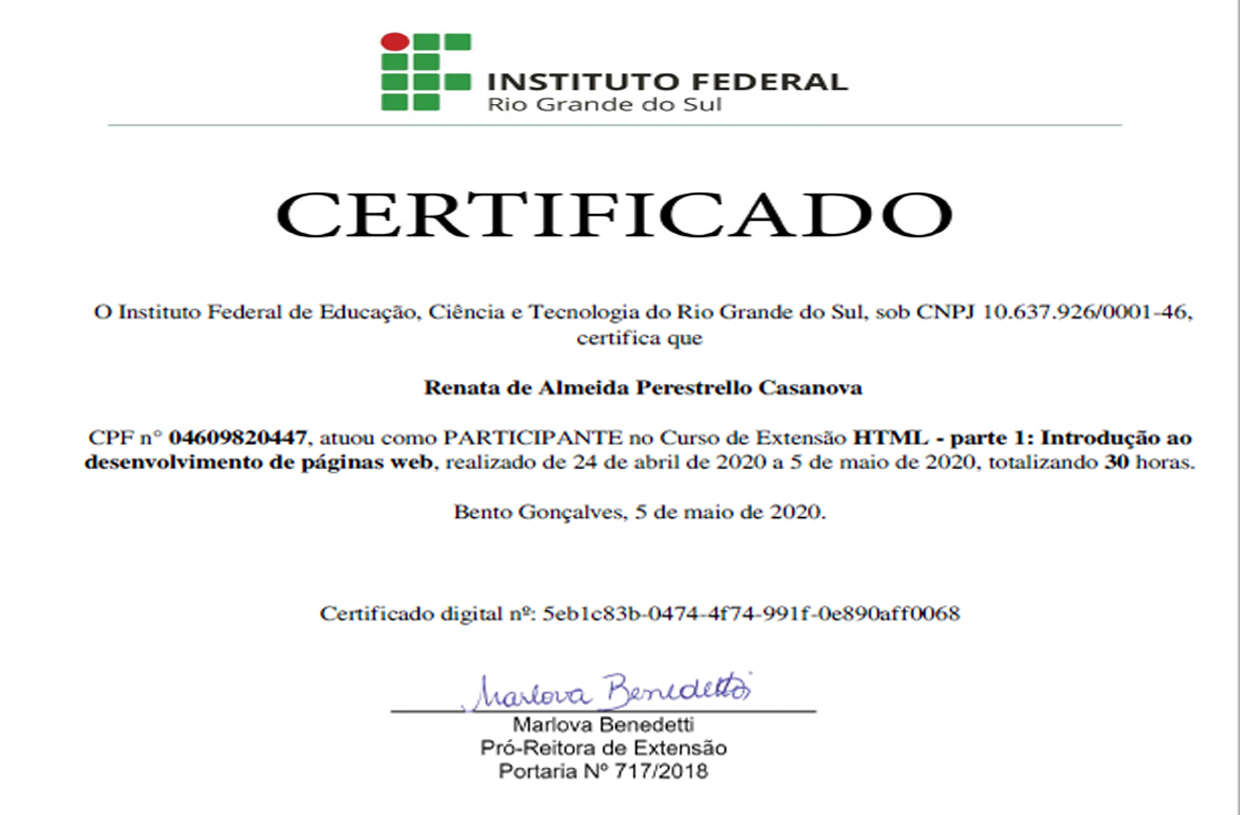 INSTITUTO FEDERAL
Rio Grande do Sul
CERTIFICADO
O Instituto Federal de Educação, Ciência e Tecnologia do Rio Grande do Sul, sob CNPJ 10.637.926/0001-46,
certifica que
Renata de Almeida Perestrello Casanova
CPF n° 04609820447, atuou como PARTICIPANTE no Curso de Extensão HTML - parte 1: Introdução ao
desenvolvimento de páginas web, realizado de 24 de abril de 2020 a 5 de maio de 2020, totalizando 30 horas.
Bento Gonçalves, 5 de maio de 2020.
Certificado digital nº: 5eb1c83b-0474-4f74-991f-0e890aff0068
Marlova Benedetti
Marlova Benedetti
Pró-Reitora de Extensão
Portaria Nº 717/2018